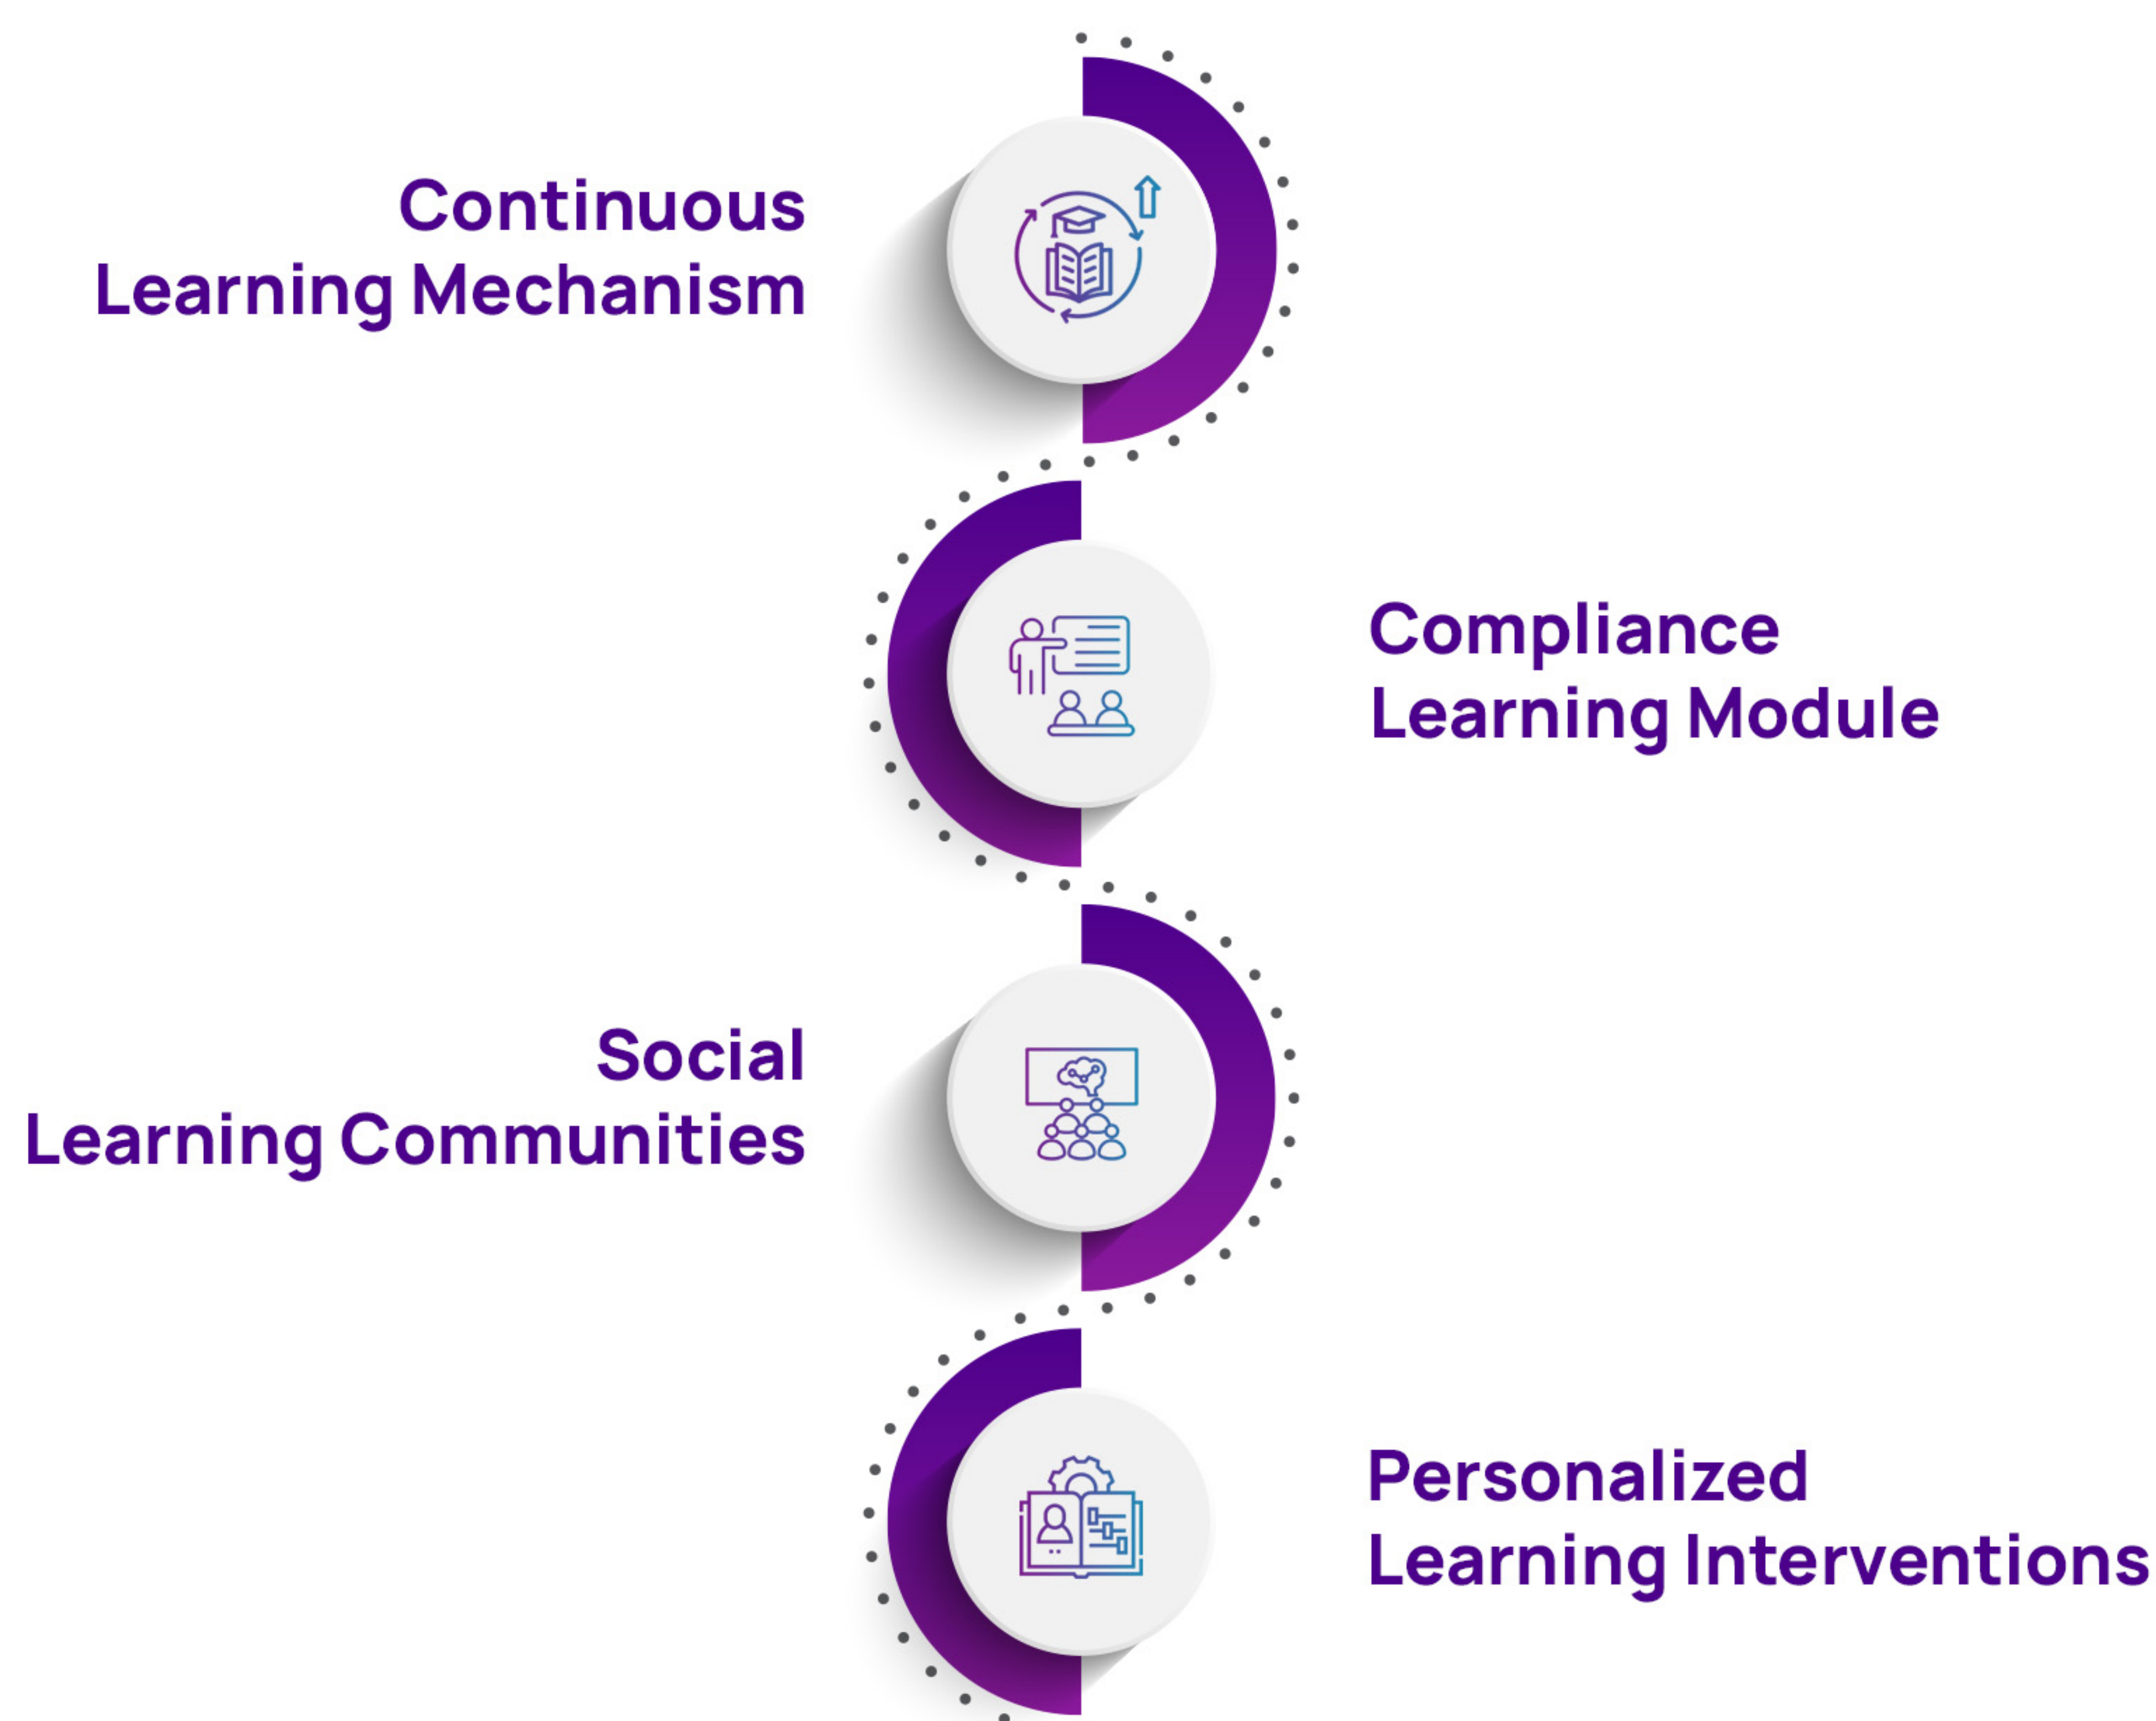 Continuous
Learning Mechanism
Compliance
Learning Module
Social
Learning Communities
Personalized
Learning Interventions